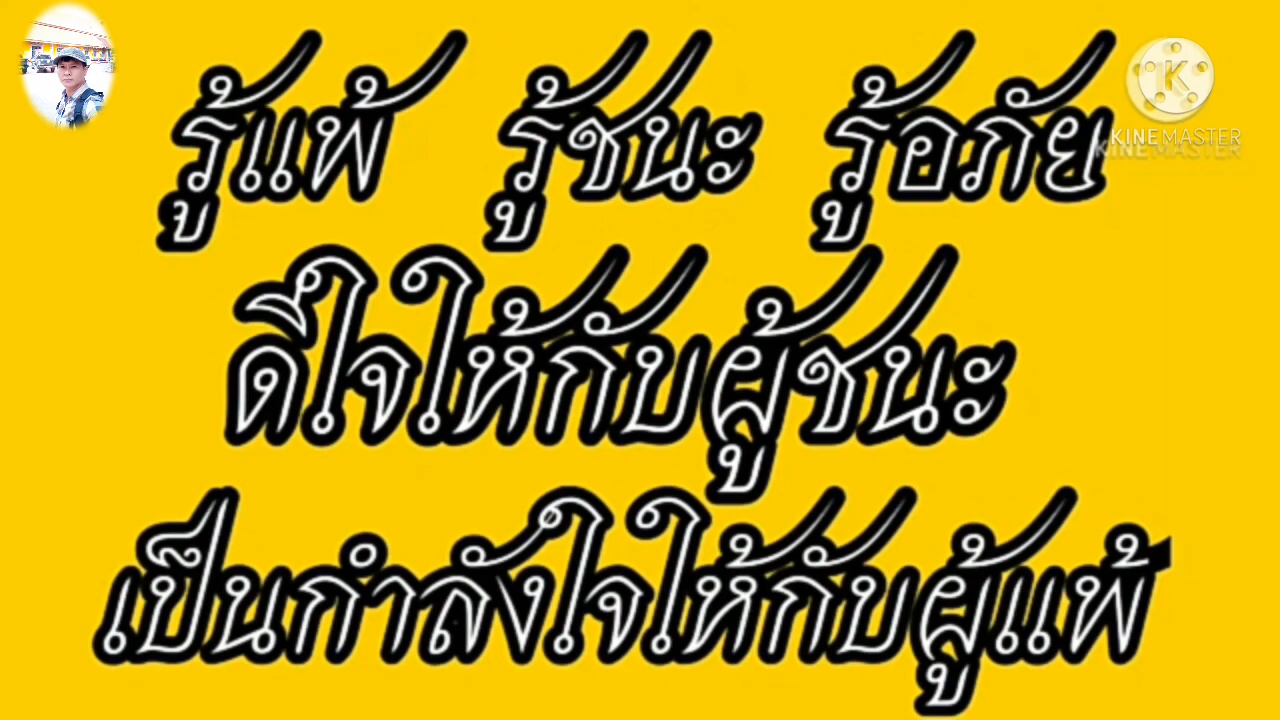 รู้แพ้ รู้ชนะ รู้อภัย
KINEMASTER
ดีใจให้กับผู้ชนะ
เป็นกำลังใจให้กับผู้แพ้